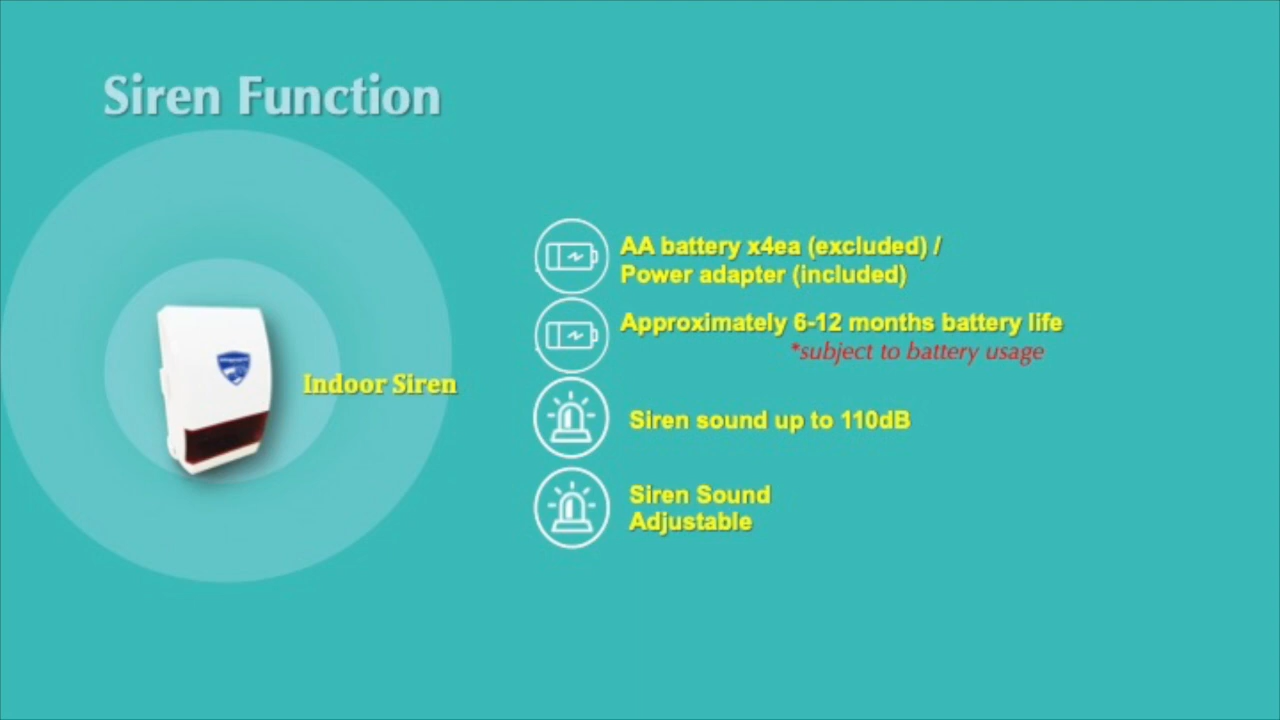 Siren Function
Indoor Siren
AA battery x4ea (excluded) /
Power adapter (included)
Approximately 6-12 months battery life
*subject to battery usage
Siren sound up to 110dB
Siren Sound
Adjustable